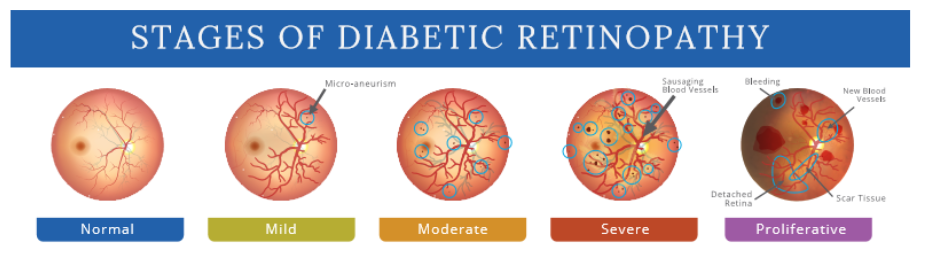 STAGES OF DIABETIC RETINOPATHY
Micro-aneurism
Sausaging
Blood Vessels
Bleeding
New Blood
Vessels
Detached
Retina
Scar Tissue
Normal
Mild
Moderate
Severe
Proliferative